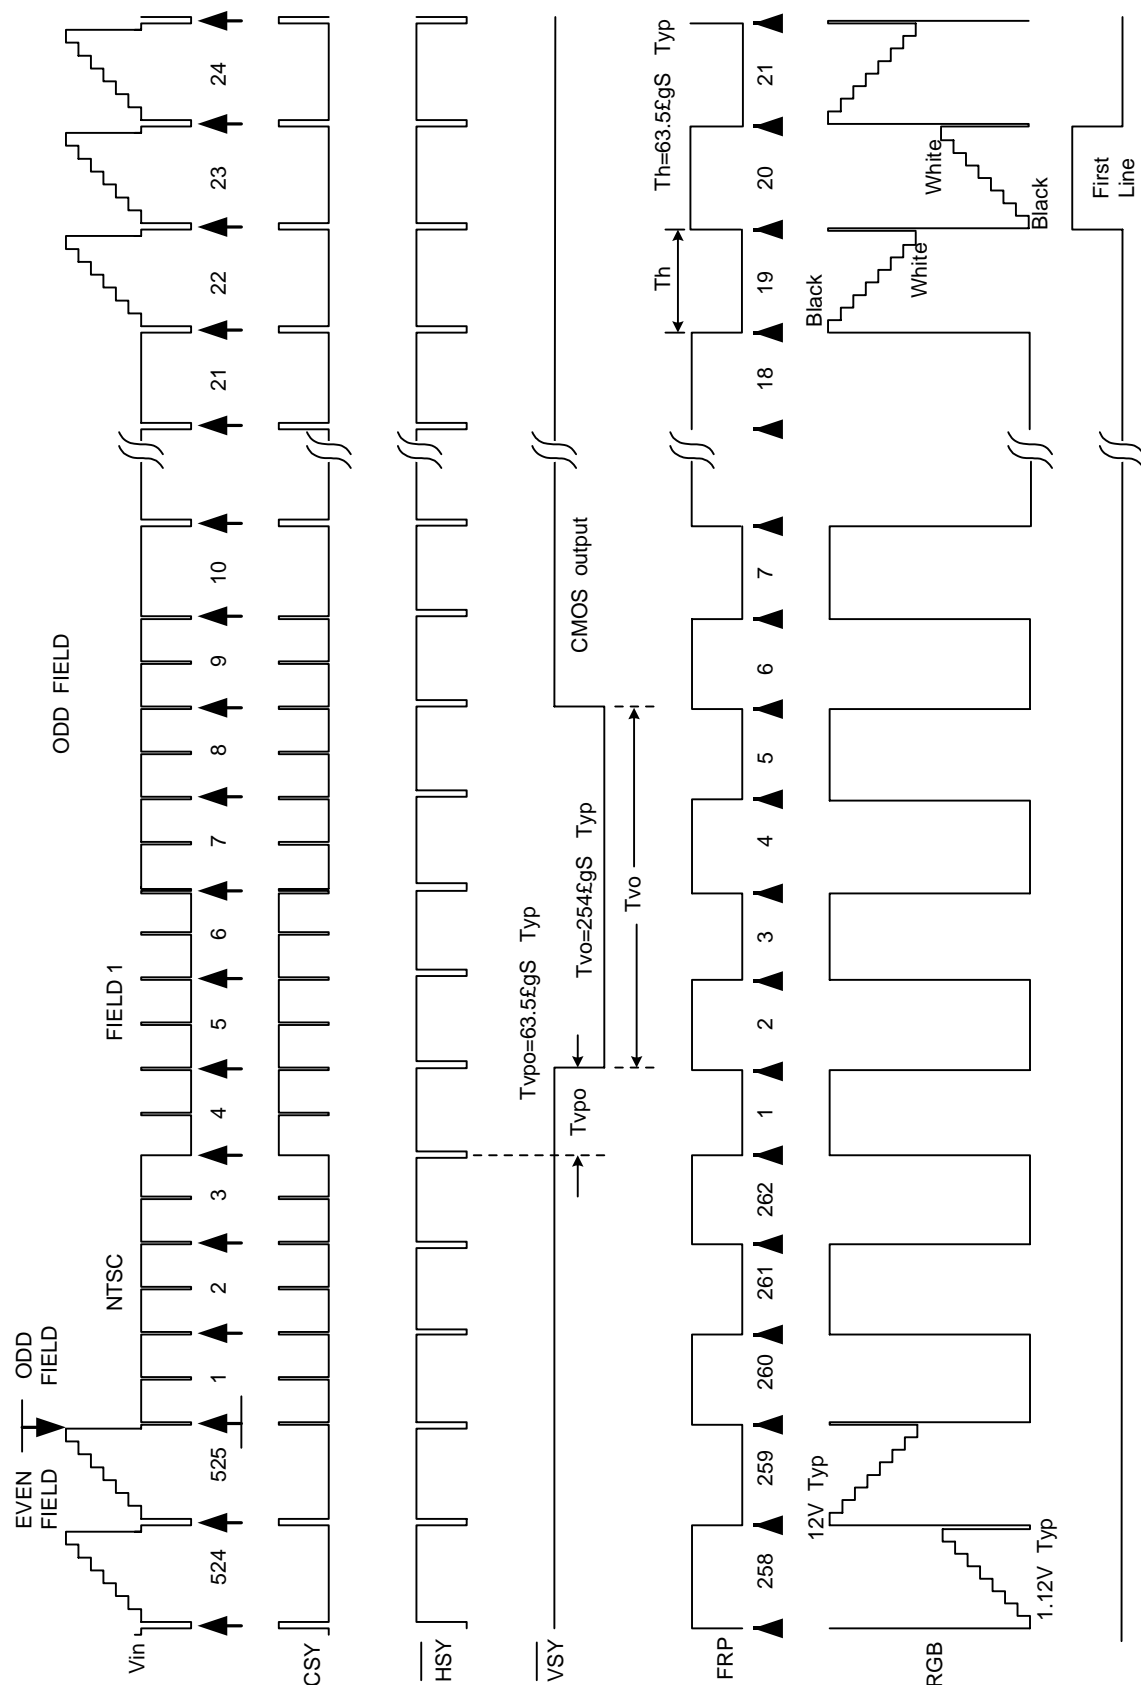 ODD FIELD
EVEN
FIELD
ODD
FIELD
NTSC
FIELD 1
Vin
524
525
1
2
3
4
5
6
7
8
9
10
21
22
23
24
CSY
HSY
VSY
Tvpo
Tvpo=63.5£gS Typ
Tvo=254£gS Typ
Tvo
CMOS output
FRP
Th
Th=63.5£gS Typ
258
259
260
261
262
1
2
3
4
5
6
7
18
19
20
21
RGB
12V Typ
1.12V Typ
Black
White
Black
White
First
Line